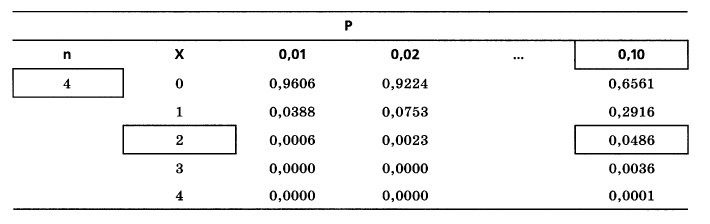 P
n X 0,01 0,02 ... 0,10
4 0 0,9606 0,9224 0,6561
1 0,0388 0,0753 0,2916
2 0,0006 0,0023 0,0486
3 0,0000 0,0000 0,0036
4 0,0000 0,0000 0,0001